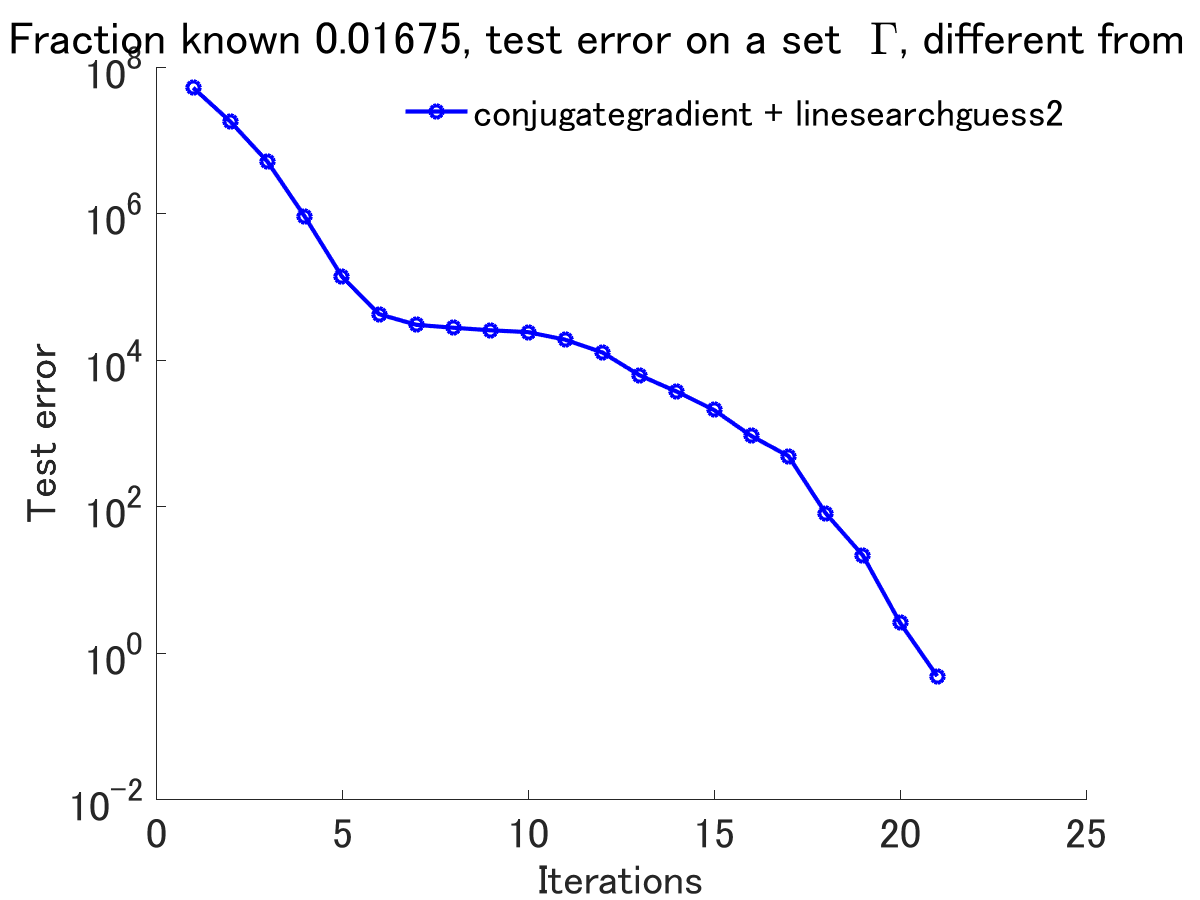 Fraction known 0.01675, test error on a set Γ, different from
conjugategradient + linesearchguess2
10^8
10^6
10^4
10^2
10^0
10^−2
Test error
0 5 10 15 20 25
Iterations